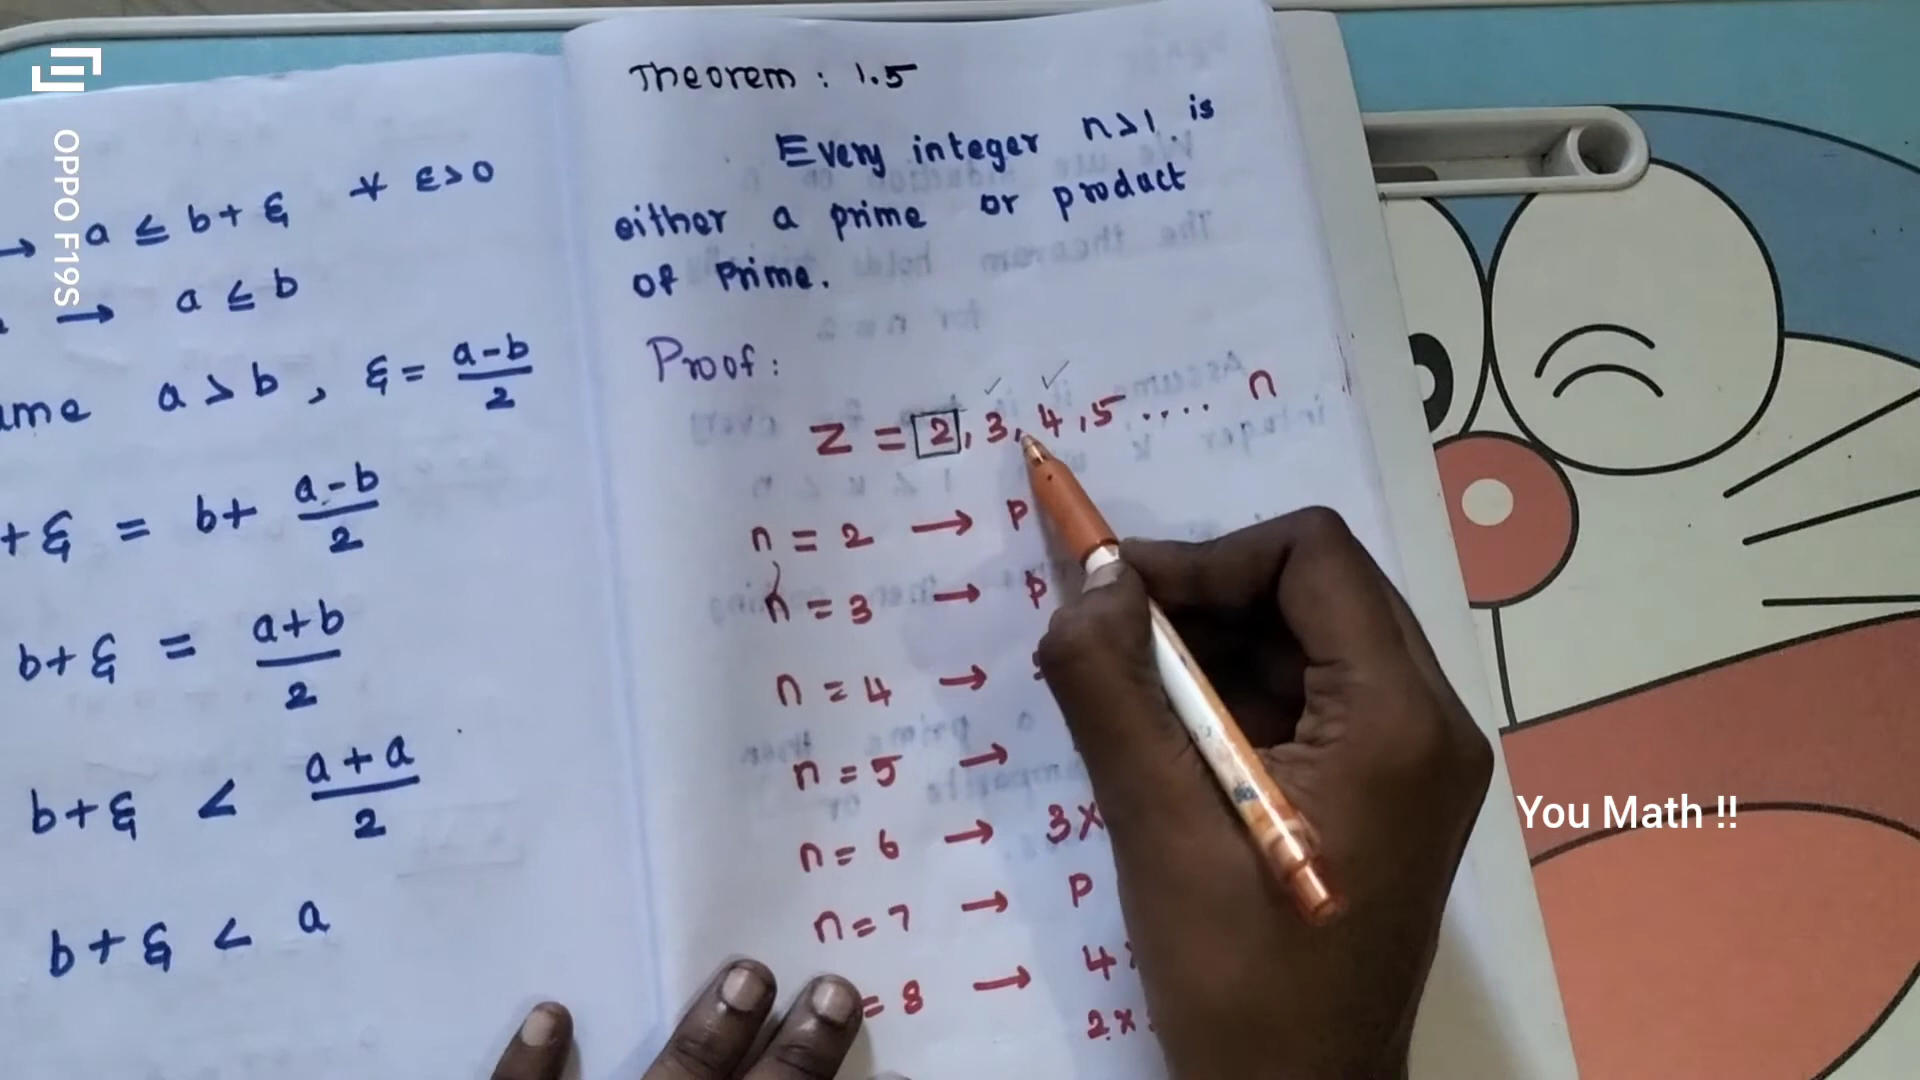 OPPO F19S
→ a ≤ b + ε ∀ ε > 0
→ a ≤ b
ume a > b , ε = a-b/2
+ ε = b + a-b/2
b + ε = a+b/2
b + ε < a+a/2
b + ε < a
Theorem : 1.5
Every integer n>1 is
either a prime or product
of prime.
Proof :
Z = 2, 3, 4, 5 .... n
n = 2 → P
n = 3 → P
n = 4 →
n = 5 →
n = 6 → 3×
n = 7 → P
= 8 → 4×
2×
You Math !!